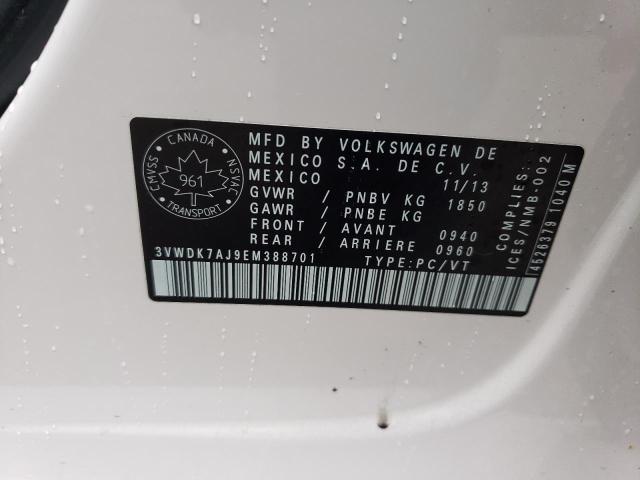 CANADA
CMVSS NSVAC
961
TRANSPORT
MFD BY VOLKSWAGEN DE
MEXICO S.A. DE C.V.
MEXICO 11/13
GVWR / PNBV KG 1850
GAWR / PNBE KG
FRONT / AVANT 0940
REAR / ARRIERE 0960
3VWDK7AJ9EM388701 TYPE:PC/VT
COMPLIES:
ICES/NMB-002
14526379 1040 M